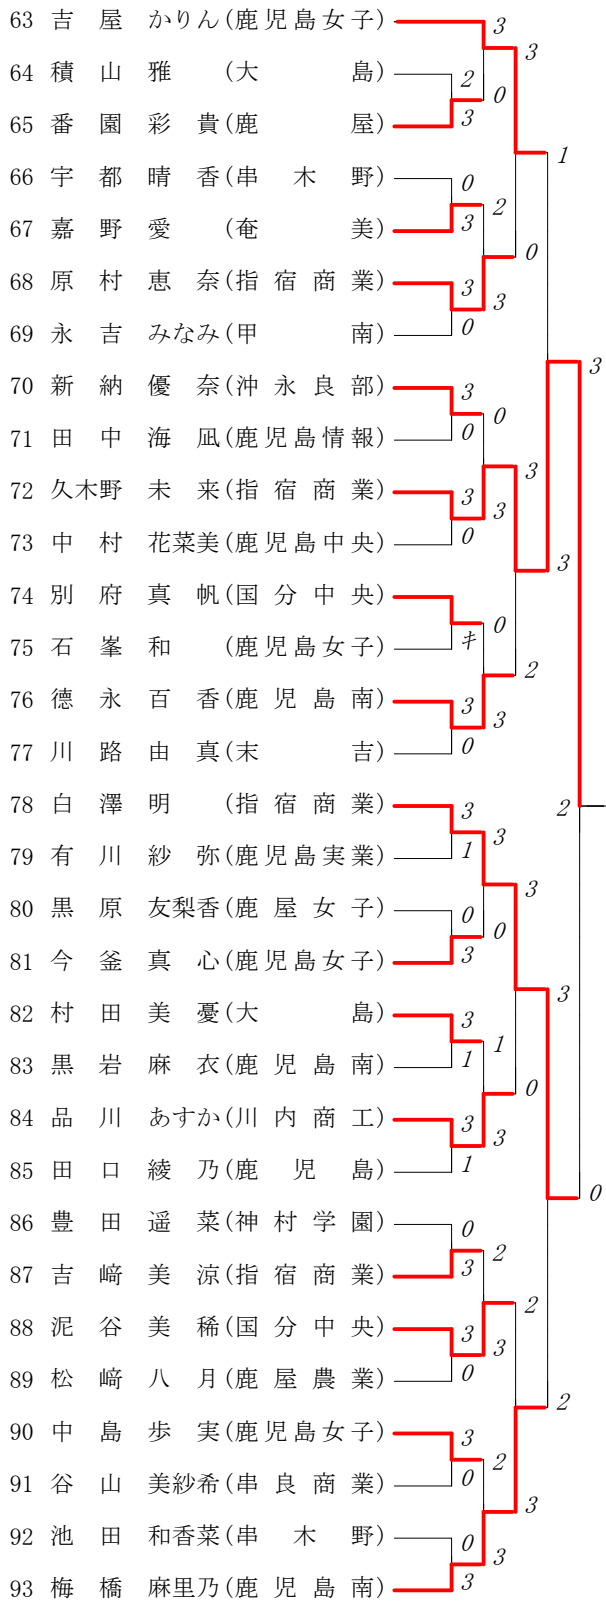 63 吉屋 かりん(鹿児島女子) 3 3
64 積山雅 (大島) 2 0
65 番園彩貴(鹿屋) 3
66 宇都晴香(串木野) 0 1
67 嘉野愛 (奄美) 3 2
68 原村恵奈(指宿商業) 3 3 0
69 永吉 みなみ(甲南) 0
70 新納優奈(沖永良部) 3 0 3
71 田中海凪(鹿児島情報) 0
72 久木野 未来(指宿商業) 3 3 3
73 中村 花菜美(鹿児島中央) 0 3
74 別府真帆(国分中央) 0
75 石峯和 (鹿児島女子) キ
76 德永百香(鹿児島南) 3 3 2
77 川路由真(末吉) 0
78 白澤明 (指宿商業) 3 3 2
79 有川紗弥(鹿児島実業) 1 3
80 黒原 友梨香(鹿屋女子) 0 0
81 今釜真心(鹿児島女子) 3 3
82 村田美憂(大島) 3 1
83 黒岩麻衣(鹿児島南) 1 0
84 品川 あすか(川内商工) 3 3
85 田口綾乃(鹿児島) 1 0
86 豊田遥菜(神村学園) 0
87 吉﨑美涼(指宿商業) 3 2
88 泥谷美稀(国分中央) 3 3 2
89 松﨑八月(鹿屋農業) 0 2
90 中島歩実(鹿児島女子) 3 2
91 谷山 美紗希(串良商業) 0 3
92 池田 和香菜(串木野) 0 3
93 梅橋 麻里乃(鹿児島南) 3